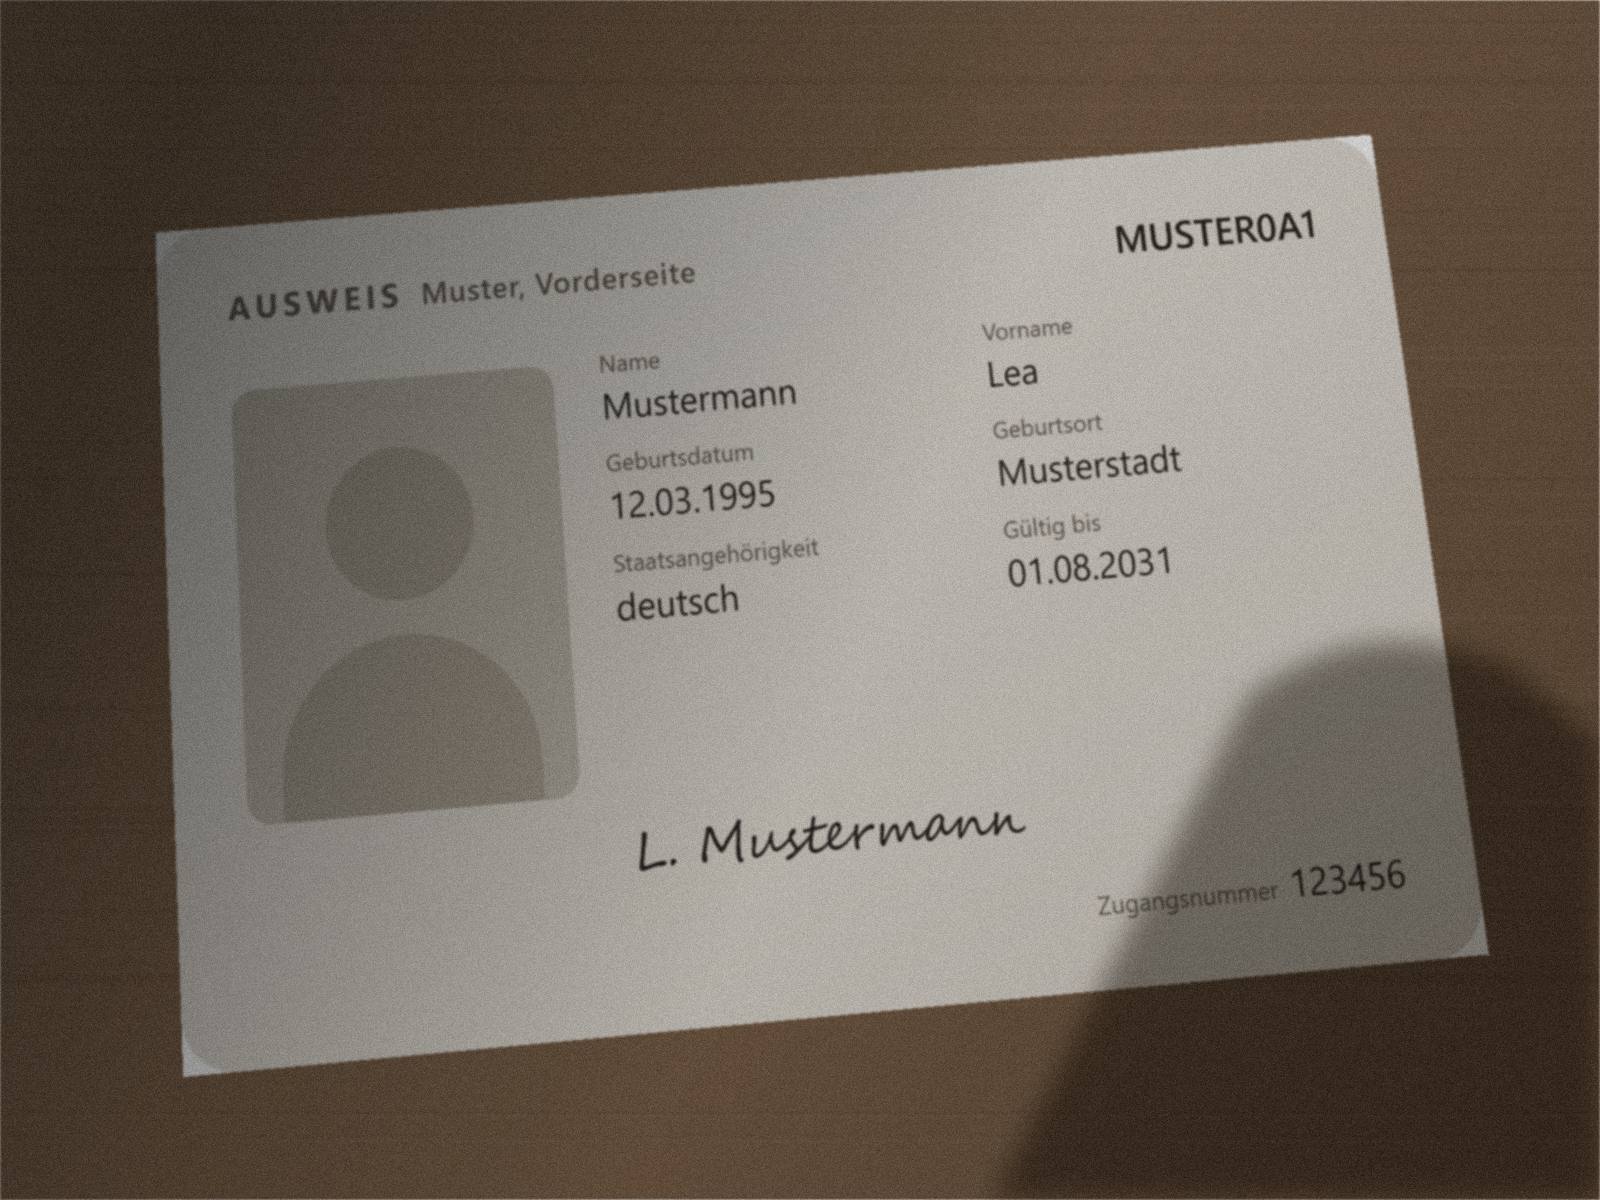 MUSTER0A1
AUSWEIS Muster, Vorderseite
Name
Mustermann
Vorname
Lea
Geburtsdatum
12.03.1995
Geburtsort
Musterstadt
Staatsangehörigkeit
deutsch
Gültig bis
01.08.2031
L. Mustermann
Zugangsnummer 123456